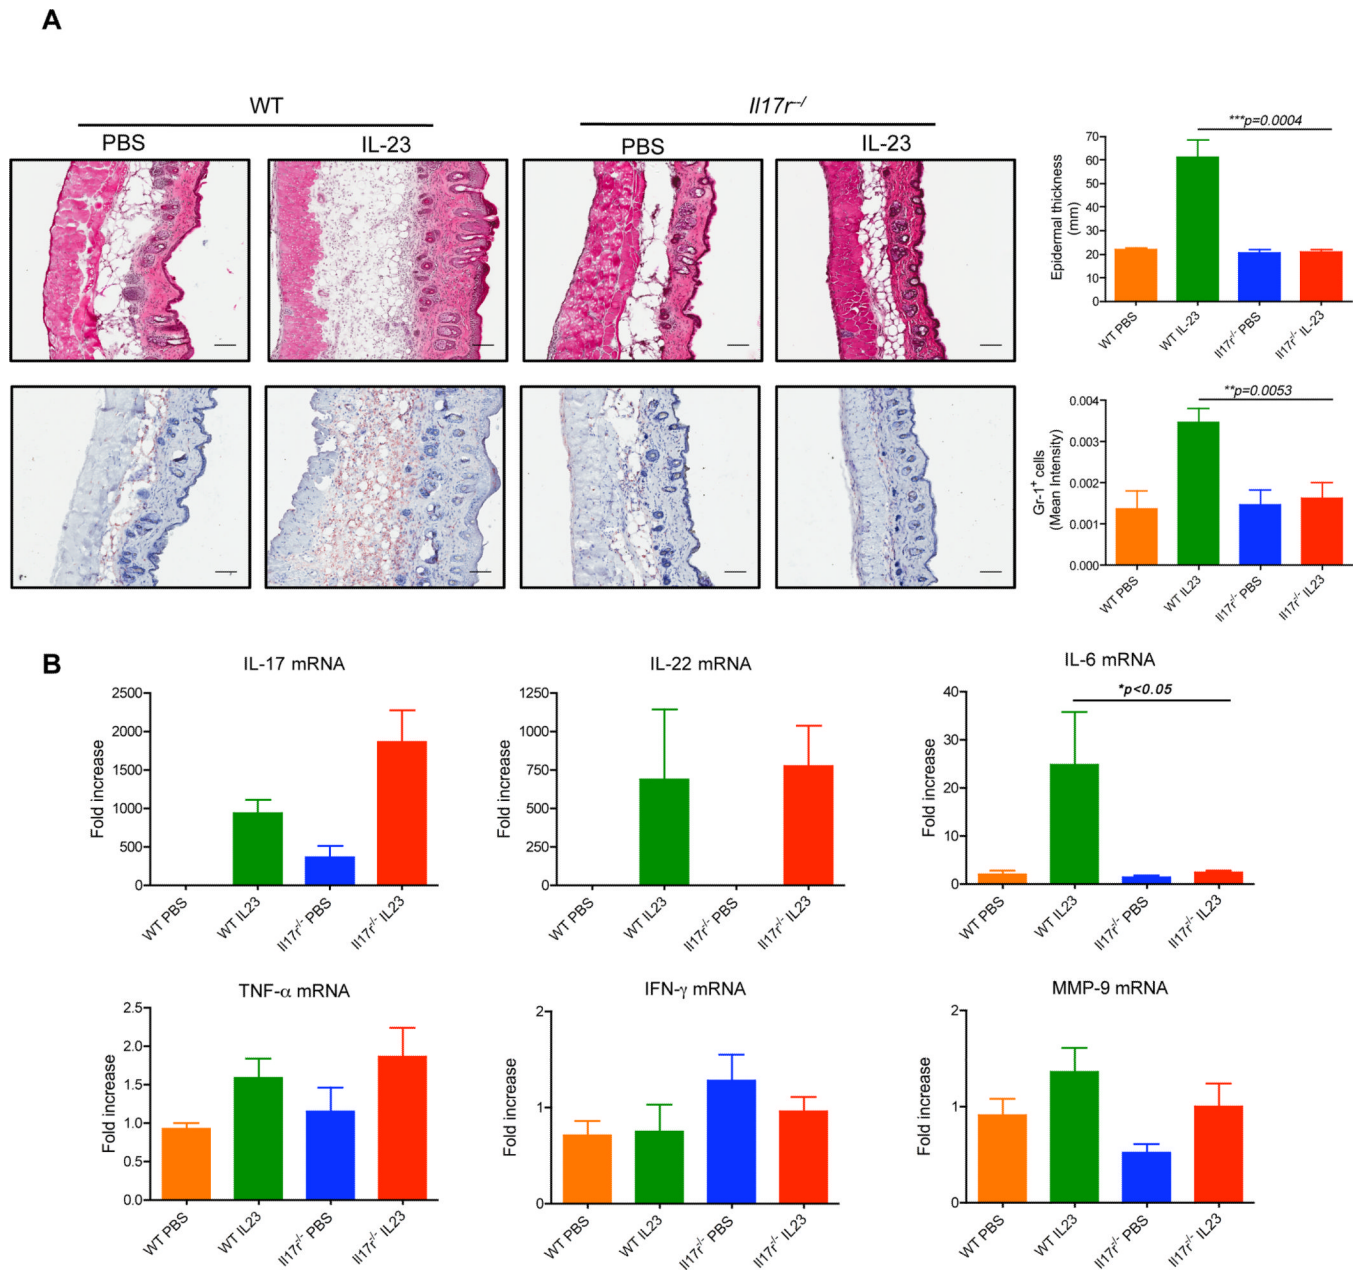 A
WT
Il17r–/
PBS
IL-23
PBS
IL-23
***p=0.0004
Epidermal thickness
(mm)
70
60
50
40
30
20
10
0
WT PBS
WT IL-23
Il17r-/- PBS
Il17r-/- IL-23
**p=0.0053
Gr-1+ cells
(Mean Intensity)
0.004
0.003
0.002
0.001
0.000
WT PBS
WT IL23
Il17r-/- PBS
Il17r-/- IL23
B
IL-17 mRNA
Fold increase
2500
2000
1500
1000
500
0
WT PBS
WT IL23
Il17r-/- PBS
Il17r-/- IL23
IL-22 mRNA
Fold increase
1250
1000
750
500
250
0
WT PBS
WT IL23
Il17r-/- PBS
Il17r-/- IL23
IL-6 mRNA
*p<0.05
Fold increase
40
30
20
10
0
WT PBS
WT IL23
Il17r-/- PBS
Il17r-/- IL23
TNF-α mRNA
Fold increase
2.5
2.0
1.5
1.0
0.5
0.0
WT PBS
WT IL23
Il17r-/- PBS
Il17r-/- IL23
IFN-γ mRNA
Fold increase
2
1
0
WT PBS
WT IL23
Il17r-/- PBS
Il17r-/- IL23
MMP-9 mRNA
Fold increase
2
1
0
WT PBS
WT IL23
Il17r-/- PBS
Il17r-/- IL23